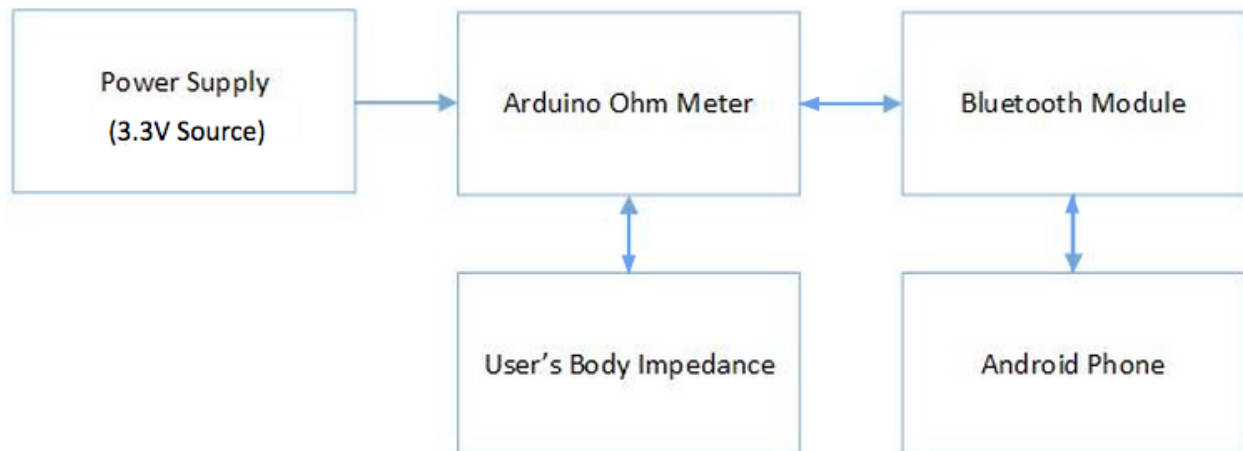 Power Supply
(3.3V Source)
Arduino Ohm Meter
Bluetooth Module
User's Body Impedance
Android Phone